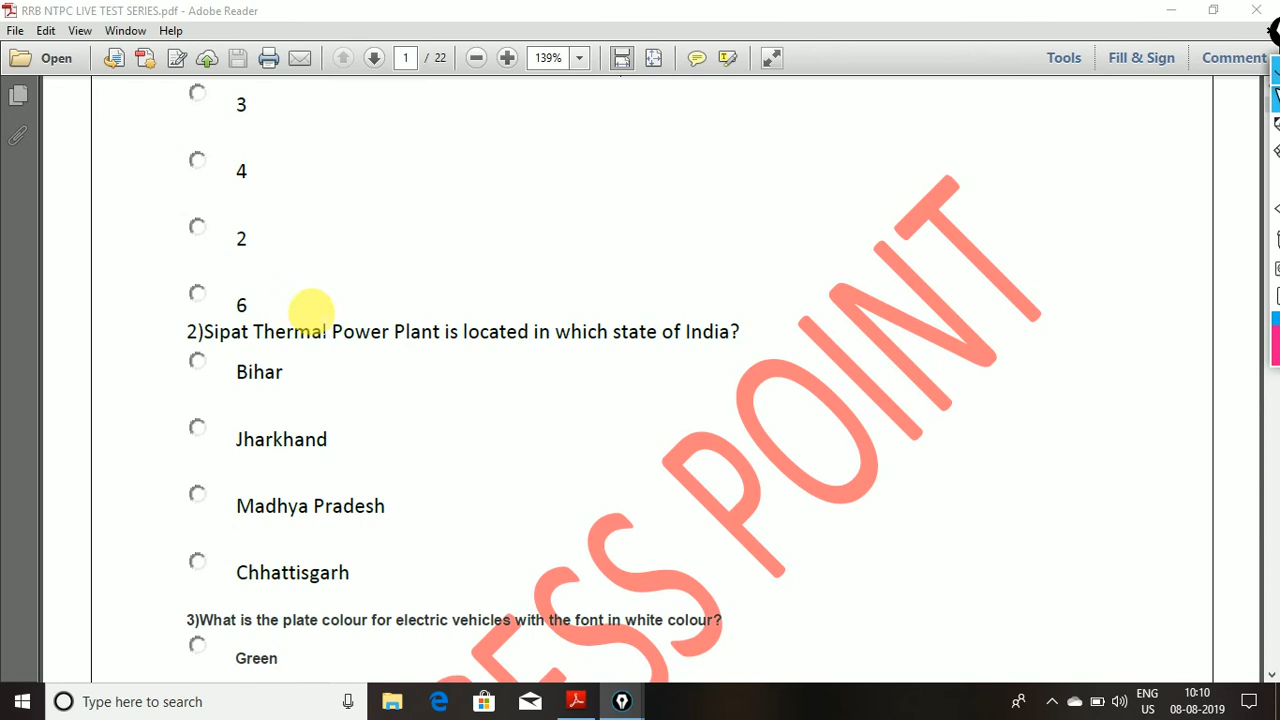 RRB NTPC LIVE TEST SERIES.pdf - Adobe Reader
File Edit View Window Help
Open 1 / 22 139% Tools Fill & Sign Comment
3
4
2
6
2)Sipat Thermal Power Plant is located in which state of India?
Bihar
Jharkhand
Madhya Pradesh
Chhattisgarh
3)What is the plate colour for electric vehicles with the font in white colour?
Green
ESS POINT
Type here to search
ENG 10:10
US 08-08-2019